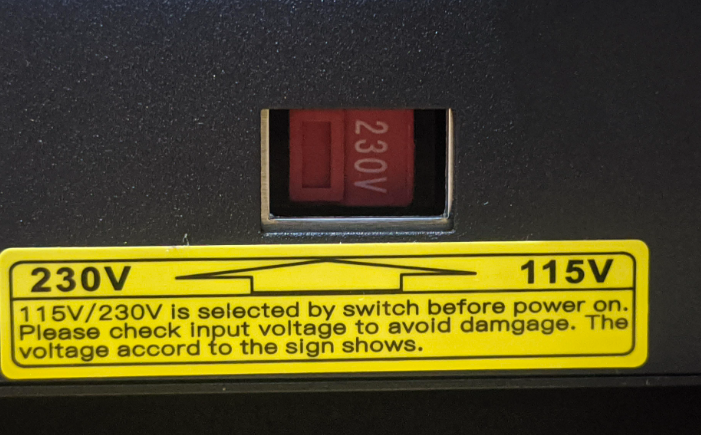 230V
230V 115V
115V/230V is selected by switch before power on.
Please check input voltage to avoid damgage. The
voltage accord to the sign shows.